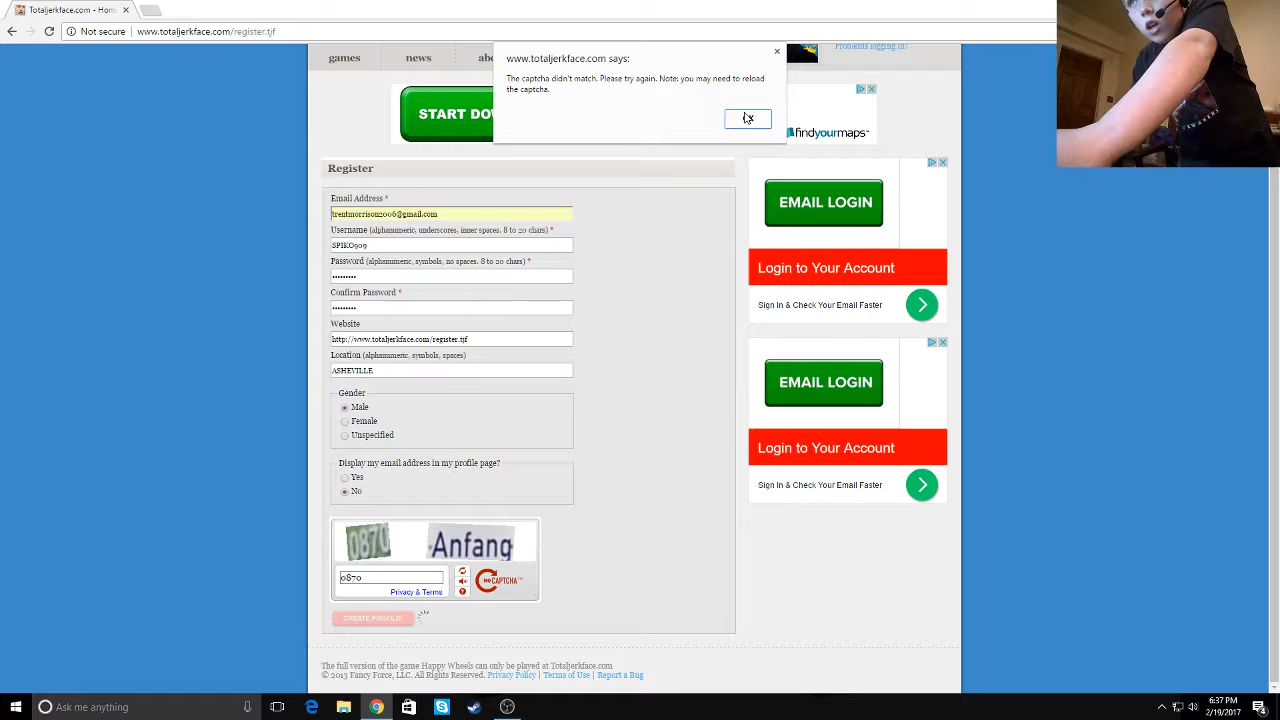 Totaljerkface.com - Ho
Not secure | www.totaljerkface.com/register.tjf
games news
Problems logging in?
www.totaljerkface.com says:
The captcha didn't match. Please try again. Note: you may need to reload
the captcha.
START DO
findyourmaps™
Register
Email Address *
trentmorrison2006@gmail.com
Username (alphanumeric, underscores, inner spaces. 8 to 20 chars) *
SPIKO909
Password (alphanumeric, symbols, no spaces. 8 to 20 chars) *
Confirm Password *
Website
http://www.totaljerkface.com/register.tjf
Location (alphanumeric, symbols, spaces)
ASHEVILLE
Gender
Male
Female
Unspecified
Display my email address in my profile page?
Yes
No
0870 Anfang
0870
Privacy & Terms
CAPTCHA™
CREATE PROFILE!
EMAIL LOGIN
Login to Your Account
Sign In & Check Your Email Faster
EMAIL LOGIN
Login to Your Account
Sign In & Check Your Email Faster
The full version of the game Happy Wheels can only be played at Totaljerkface.com
© 2013 Fancy Force, LLC. All Rights Reserved. Privacy Policy | Terms of Use | Report a Bug
Ask me anything
6:37 PM
2/19/2017